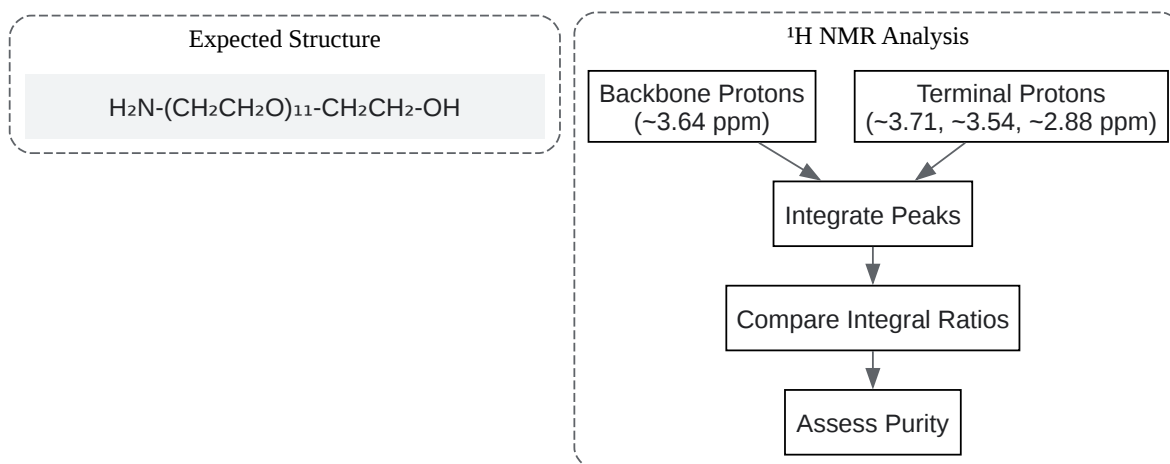 Expected Structure
H₂N-(CH₂CH₂O)₁₁-CH₂CH₂-OH
¹H NMR Analysis
Backbone Protons
(~3.64 ppm)
Terminal Protons
(~3.71, ~3.54, ~2.88 ppm)
Integrate Peaks
Compare Integral Ratios
Assess Purity